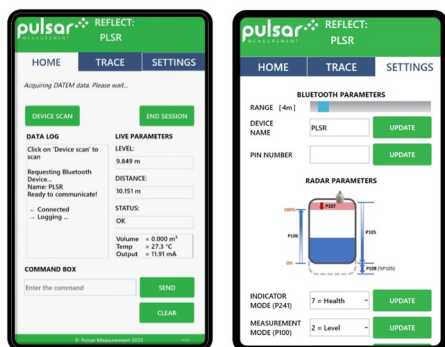 pulsar
MEASUREMENT
REFLECT:
PLSR
HOME
TRACE
SETTINGS
Acquiring DATEM data. Please wait...
DEVICE SCAN
END SESSION
DATA LOG
Click on 'Device scan' to
scan
Requesting Bluetooth
Device...
Name: PLSR
Ready to communicate!
← Connected
→ Logging ...
LIVE PARAMETERS
LEVEL:
9.849 m
DISTANCE:
10.151 m
STATUS:
OK
Volume = 0.000 m³
Temp = 27.3 °C
Output = 11.91 mA
COMMAND BOX
Enter the command
SEND
CLEAR
© Pulsar Measurement 2022
pulsar
MEASUREMENT
REFLECT:
PLSR
HOME
TRACE
SETTINGS
BLUETOOTH PARAMETERS
RANGE [4m]
DEVICE
NAME
PLSR
UPDATE
PIN NUMBER
UPDATE
RADAR PARAMETERS
P107
100%
P106
P105
0%
P108 (%P105)
INDICATOR
MODE (P241)
7 = Health
UPDATE
MEASUREMENT
MODE (P100)
2 = Level
UPDATE